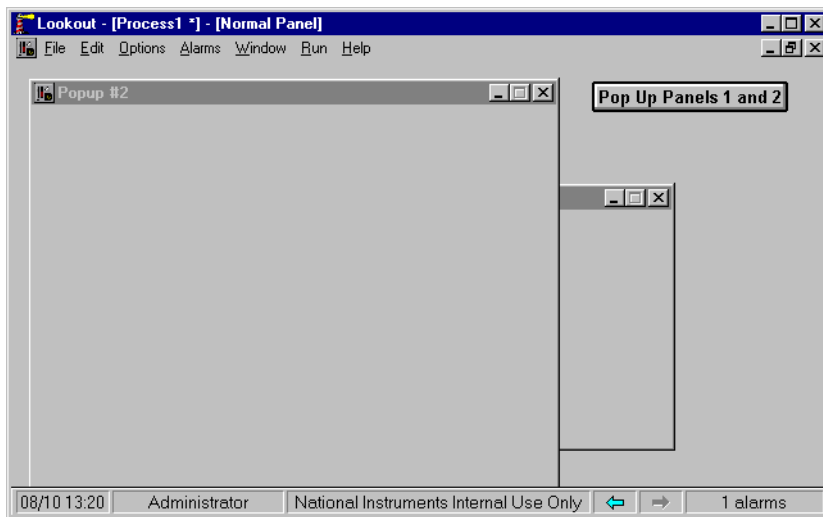 Lookout - [Process1 *] - [Normal Panel]
File Edit Options Alarms Window Run Help
Popup #2
Pop Up Panels 1 and 2
08/10 13:20 Administrator National Instruments Internal Use Only 1 alarms